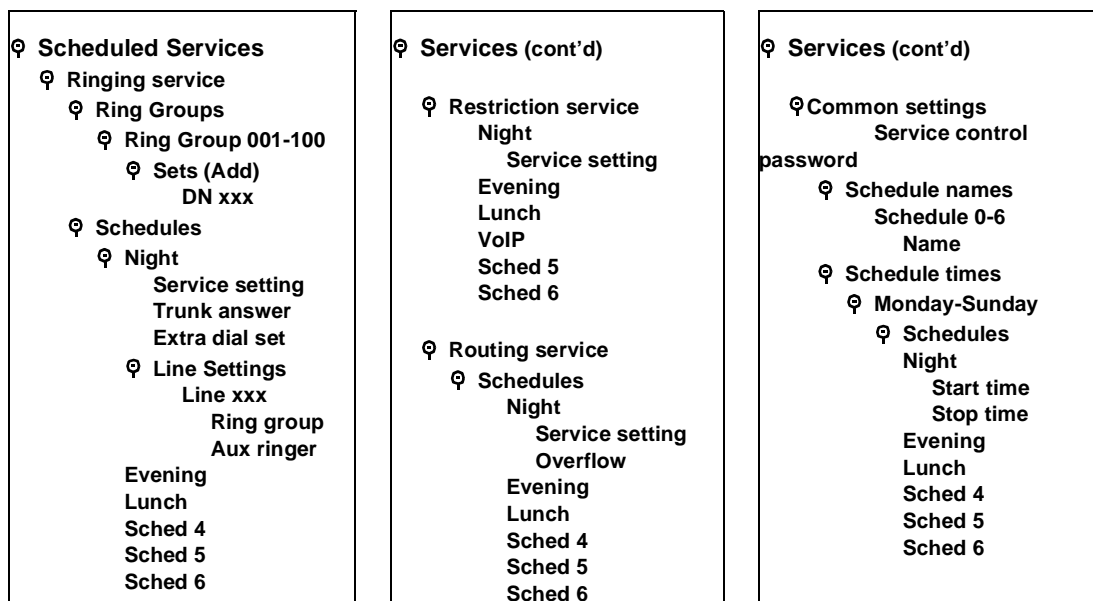 Scheduled Services
Ringing service
Ring Groups
Ring Group 001-100
Sets (Add)
DN xxx
Schedules
Night
Service setting
Trunk answer
Extra dial set
Line Settings
Line xxx
Ring group
Aux ringer
Evening
Lunch
Sched 4
Sched 5
Sched 6
Services (cont’d)
Restriction service
Night
Service setting
Evening
Lunch
VoIP
Sched 5
Sched 6
Routing service
Schedules
Night
Service setting
Overflow
Evening
Lunch
Sched 4
Sched 5
Sched 6
Services (cont’d)
Common settings
Service control
password
Schedule names
Schedule 0-6
Name
Schedule times
Monday-Sunday
Schedules
Night
Start time
Stop time
Evening
Lunch
Sched 4
Sched 5
Sched 6